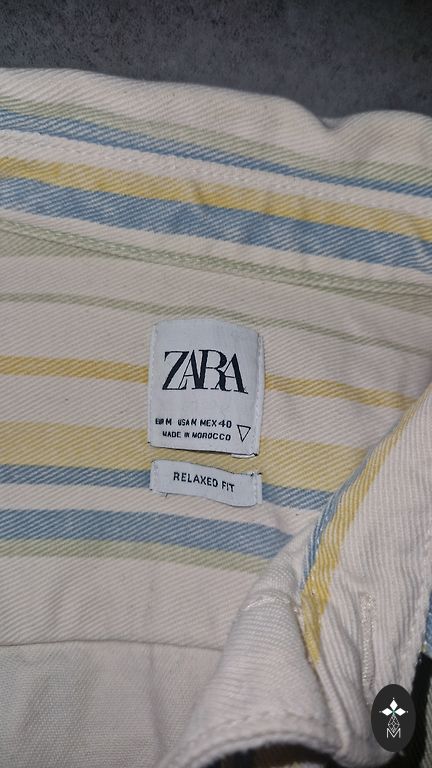 ZARA
EUR M USA M MEX 40
MADE IN MOROCCO
RELAXED FIT
M